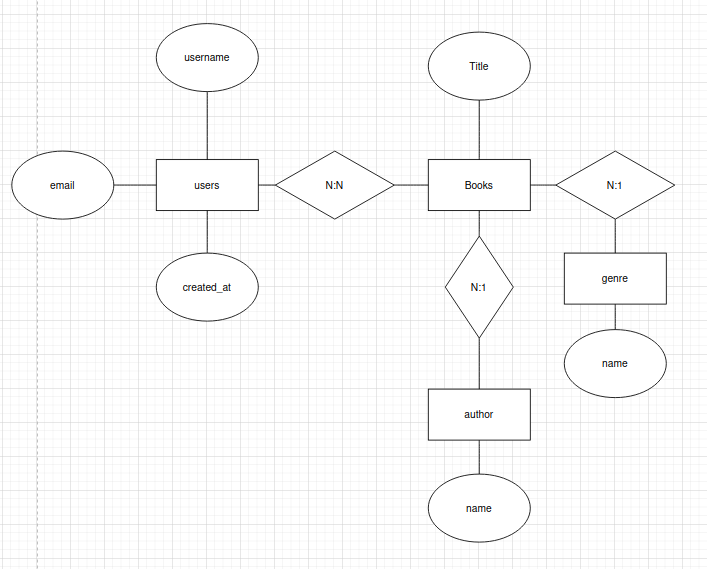 username
Title
email
users
N:N
Books
N:1
created_at
N:1
genre
name
author
name